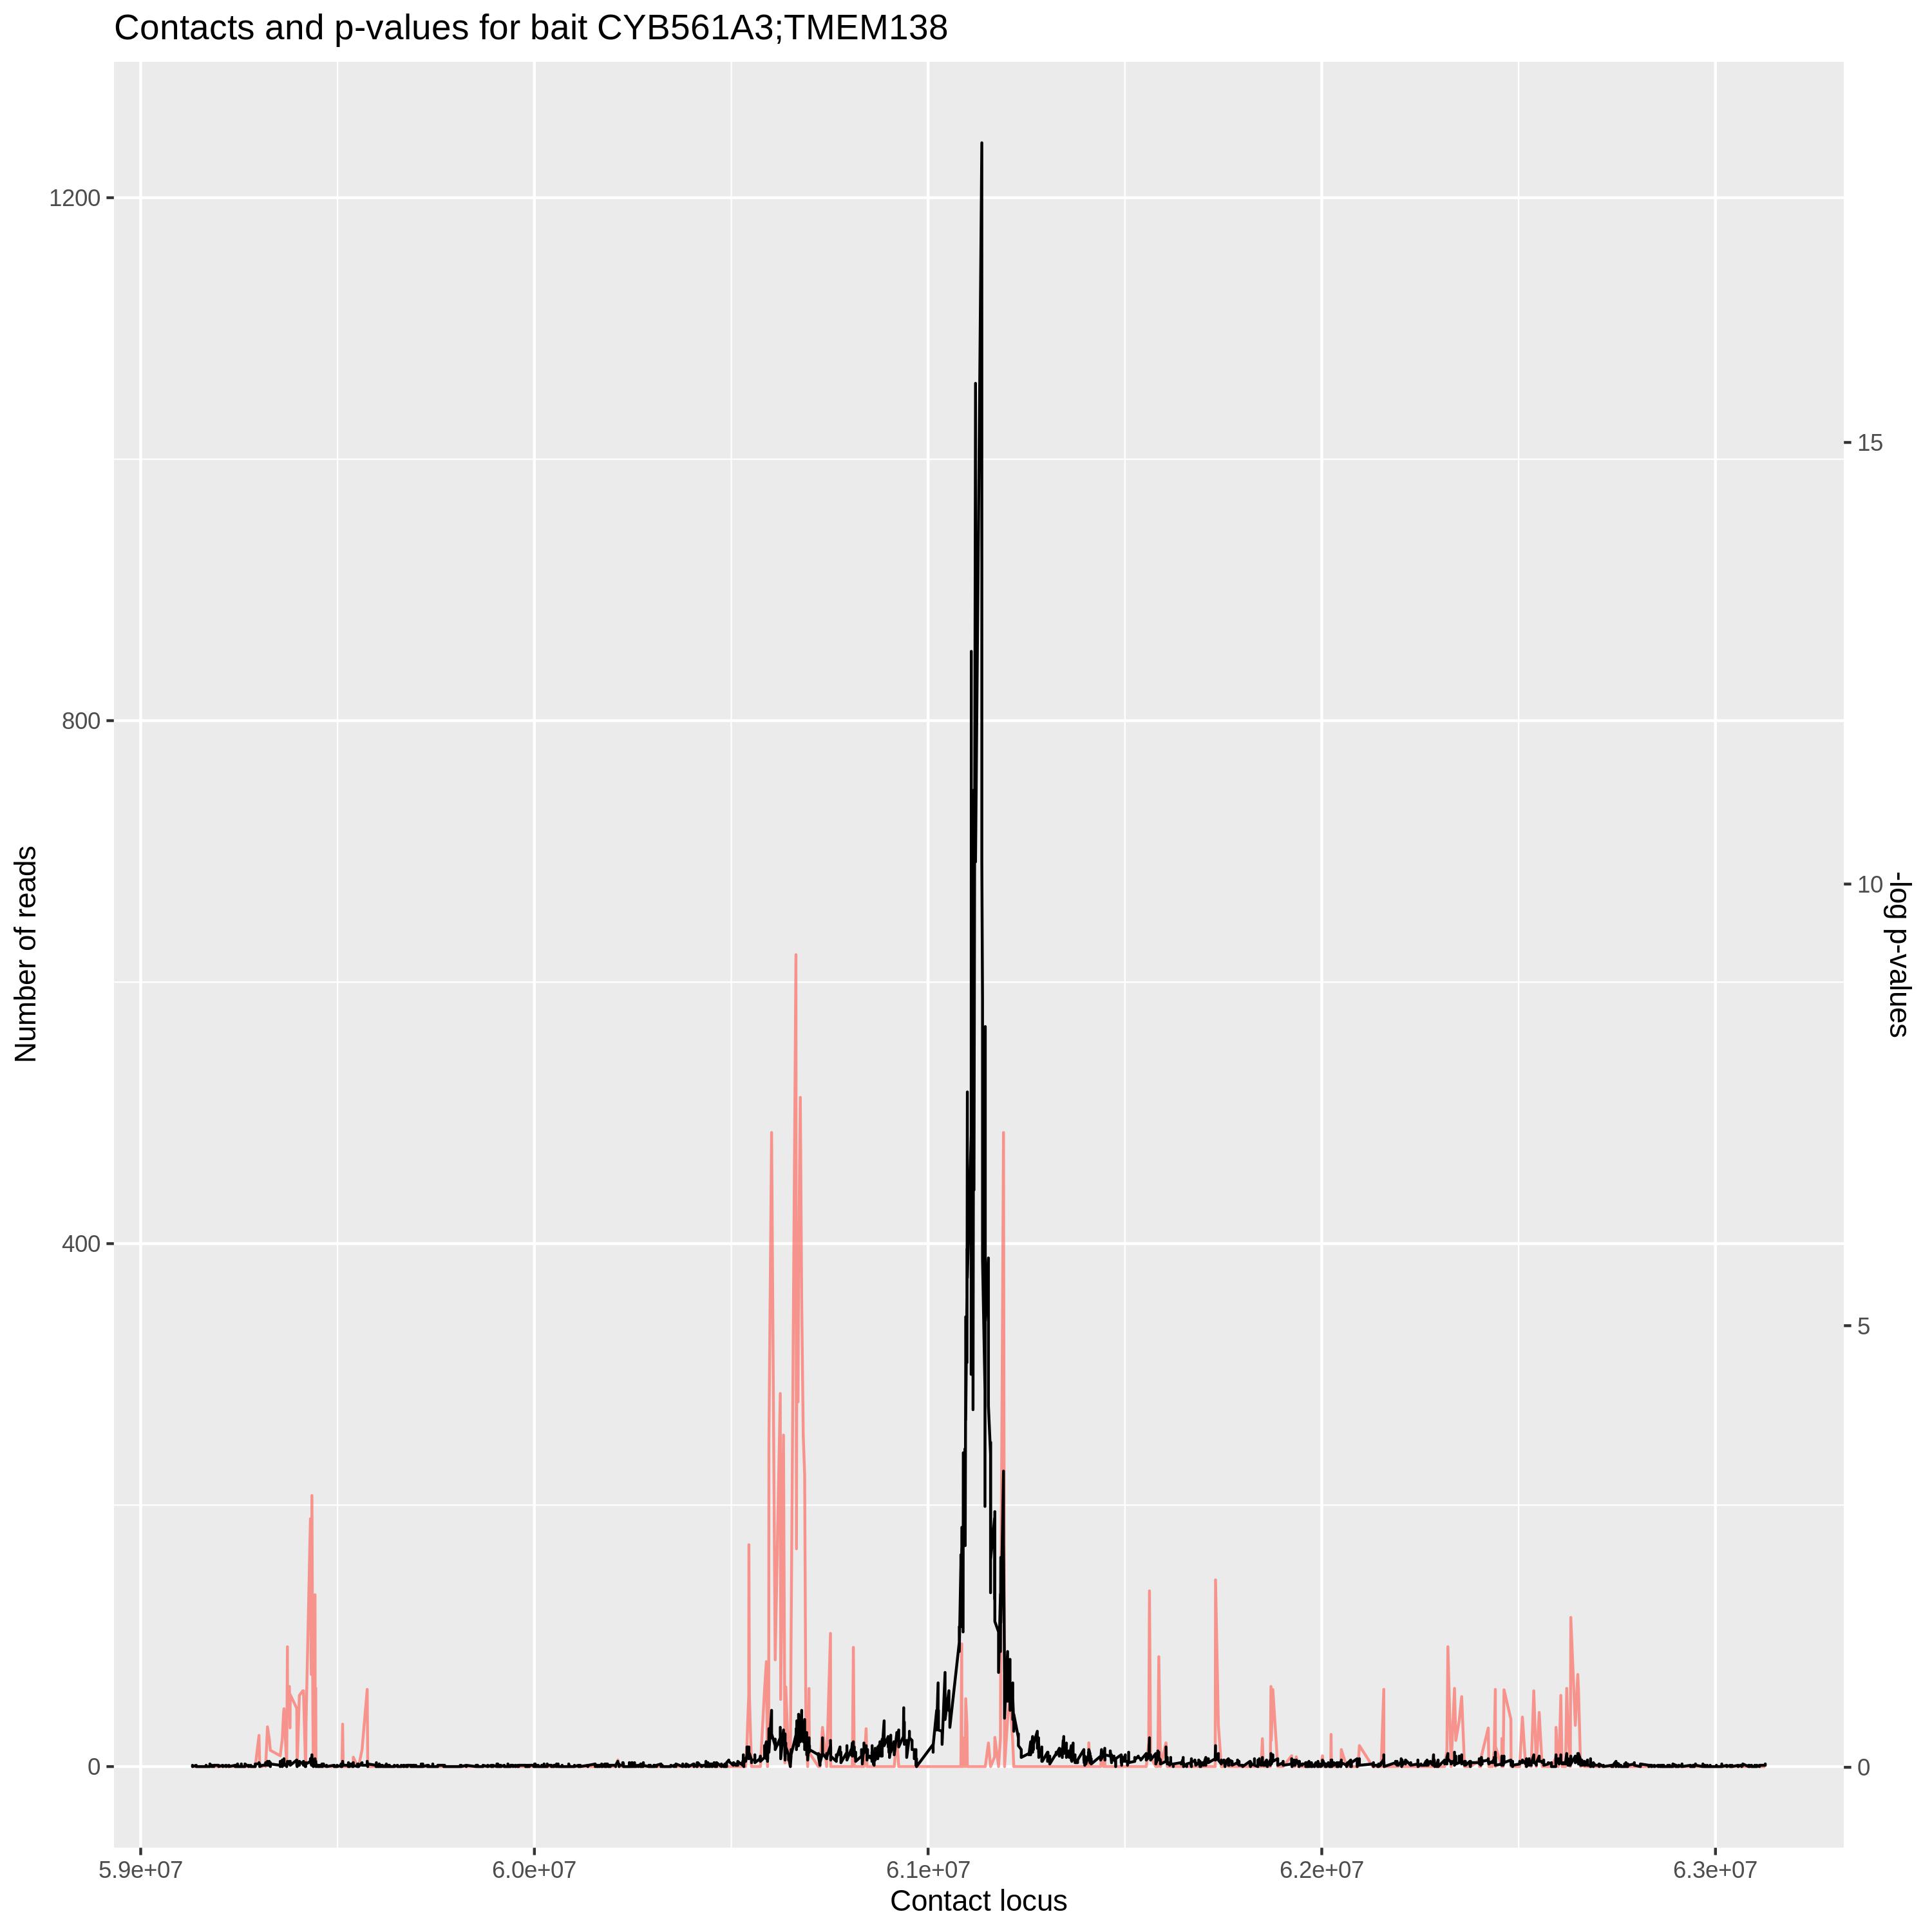 Contacts and p-values for bait CYB561A3;TMEM138
1200
800
400
0
Number of reads
15
10
5
0
-log p-values
5.9e+07
6.0e+07
6.1e+07
6.2e+07
6.3e+07
Contact locus